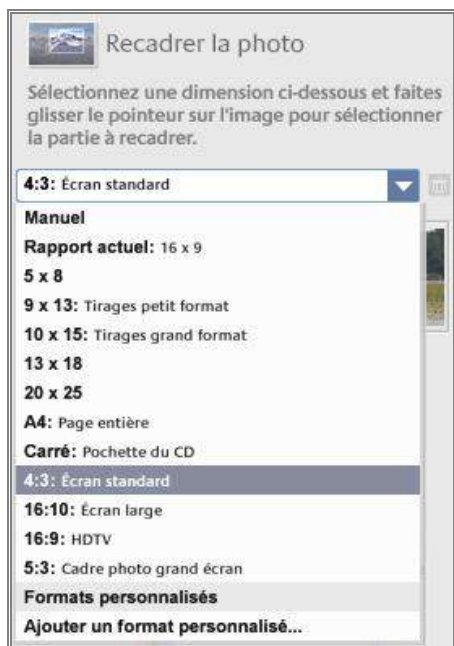 Recadrer la photo
Sélectionnez une dimension ci-dessous et faites
glisser le pointeur sur l'image pour sélectionner
la partie à recadrer.
4:3: Écran standard
Manuel
Rapport actuel: 16 x 9
5 x 8
9 x 13: Tirages petit format
10 x 15: Tirages grand format
13 x 18
20 x 25
A4: Page entière
Carré: Pochette du CD
4:3: Écran standard
16:10: Écran large
16:9: HDTV
5:3: Cadre photo grand écran
Formats personnalisés
Ajouter un format personnalisé...